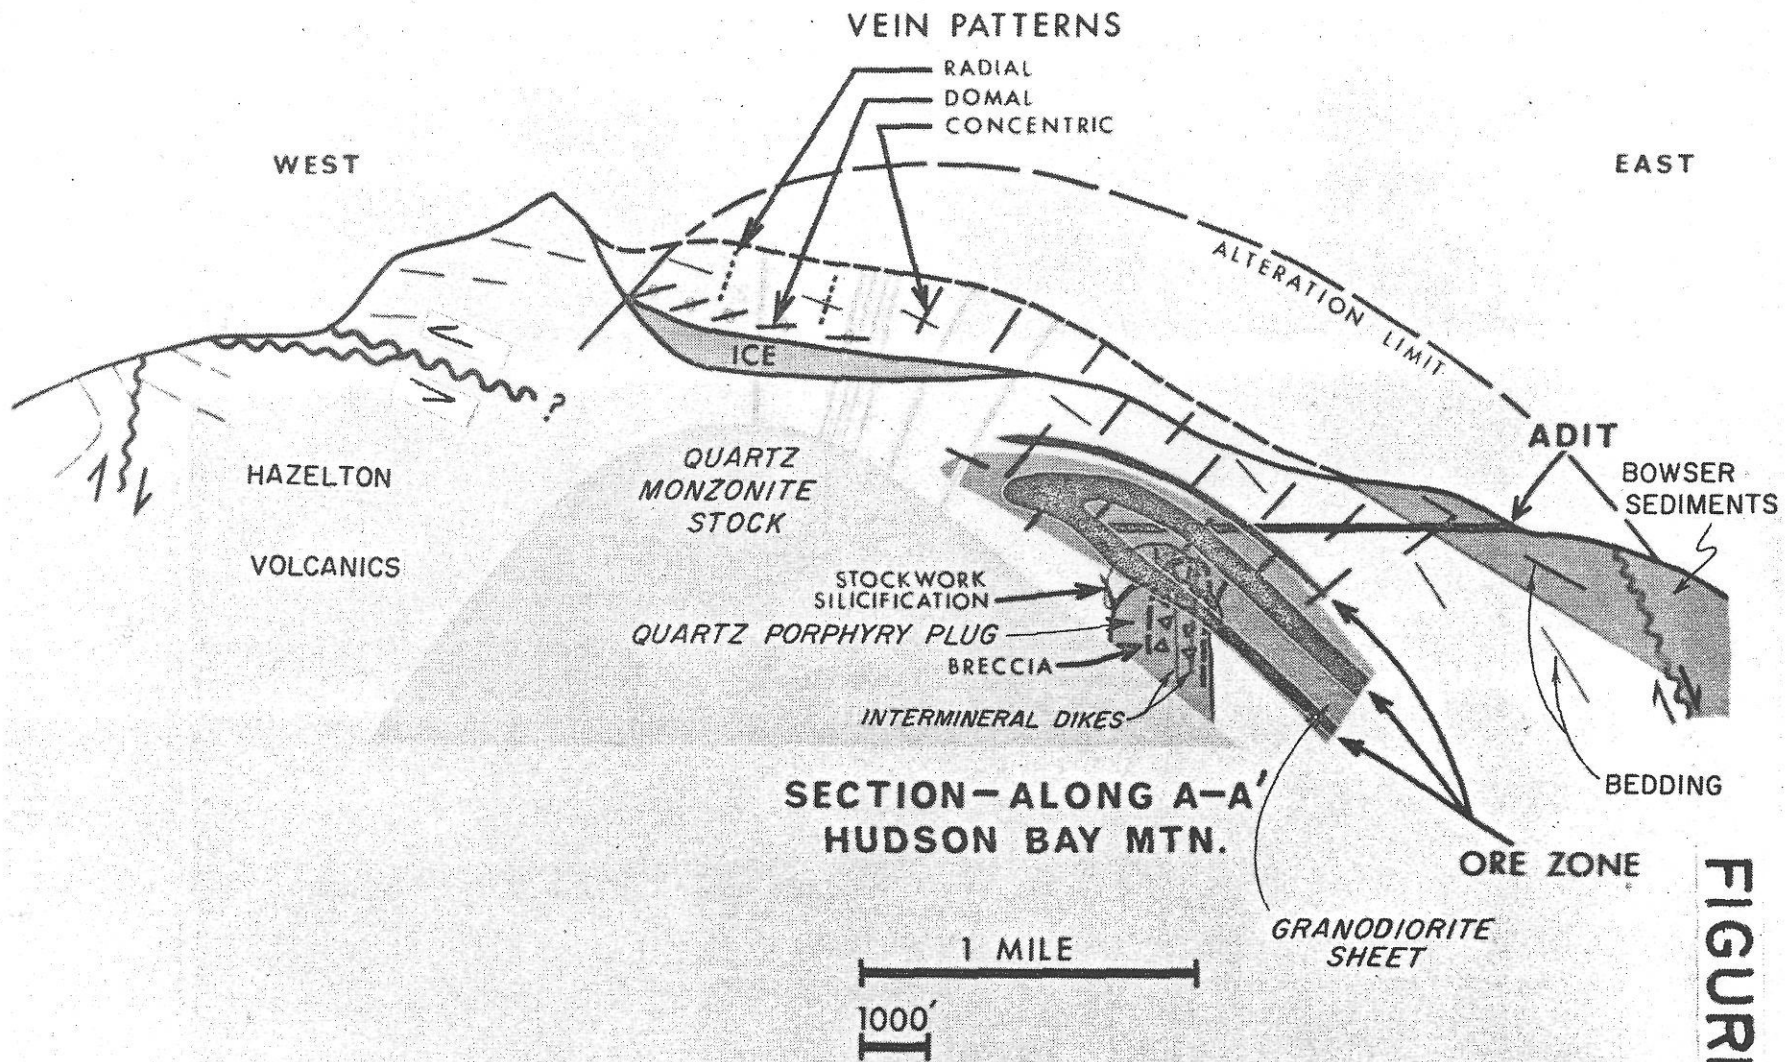 VEIN PATTERNS
RADIAL
DOMAL
CONCENTRIC
WEST
EAST
ALTERATION LIMIT
ICE
?
ADIT
BOWSER
SEDIMENTS
HAZELTON
VOLCANICS
QUARTZ
MONZONITE
STOCK
STOCKWORK
SILICIFICATION
QUARTZ PORPHYRY PLUG
BRECCIA
INTERMINERAL DIKES
BEDDING
SECTION-ALONG A-A'
HUDSON BAY MTN.
ORE ZONE
GRANODIORITE
SHEET
1 MILE
1000'